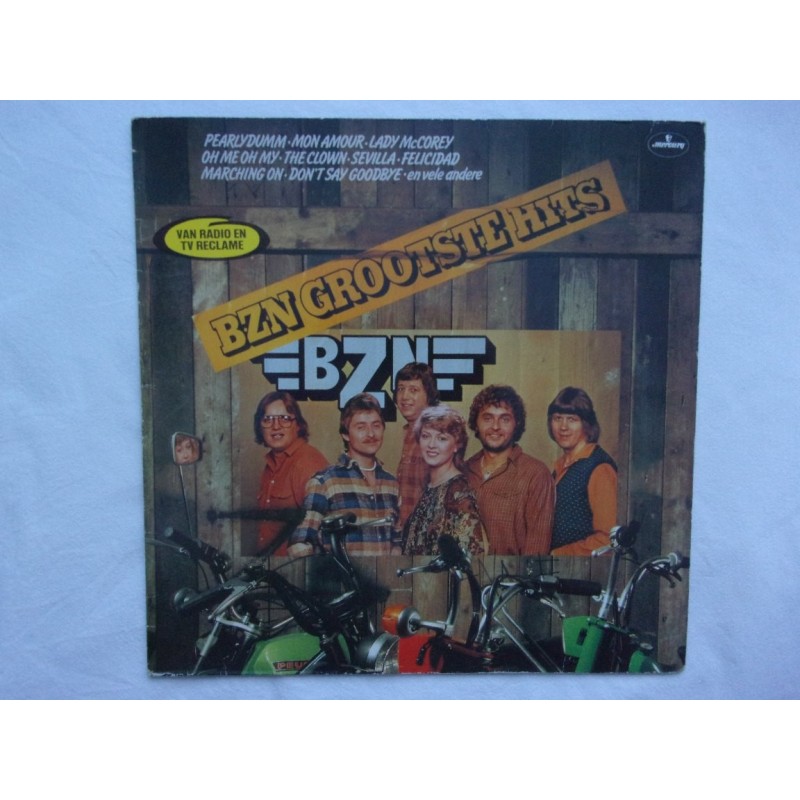 PEARLYDUMM · MON AMOUR · LADY McCOREY
OH ME OH MY · THE CLOWN · SEVILLA · FELICIDAD
MARCHING ON · DON'T SAY GOODBYE · en vele andere
mercury
VAN RADIO EN
TV RECLAME
BZN GROOTSTE HITS
BZN